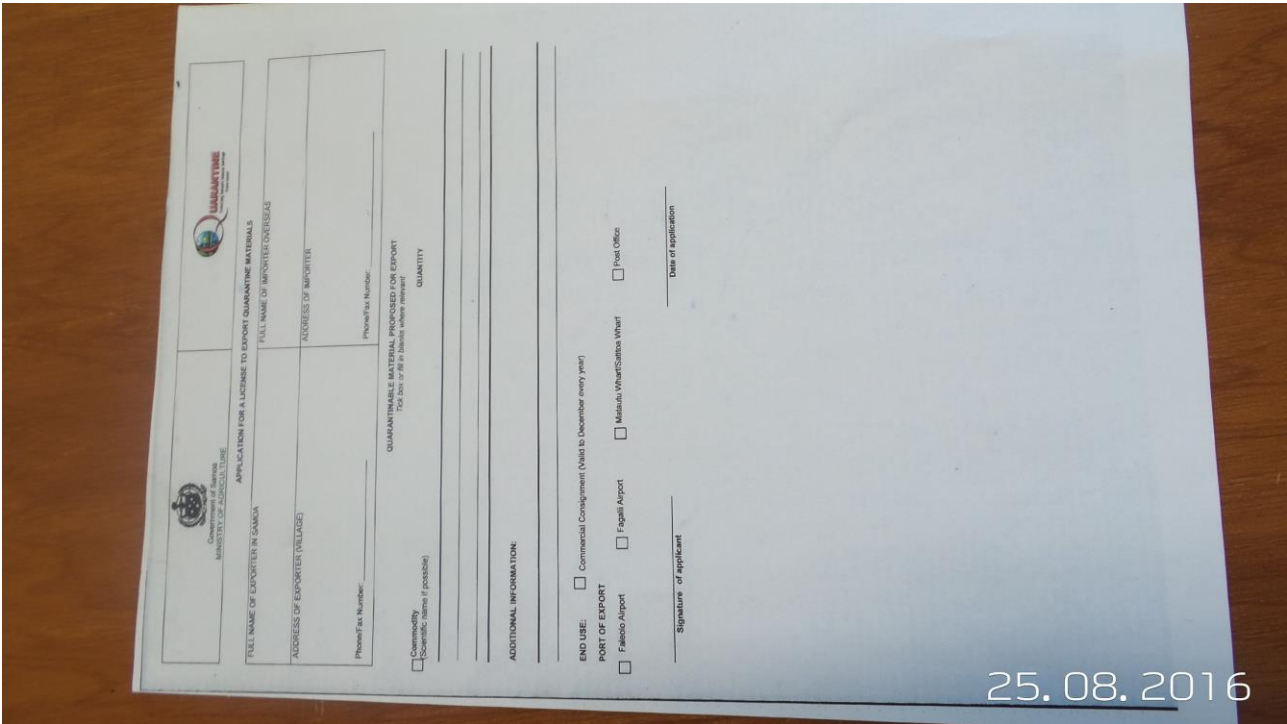 Government of Samoa
MINISTRY OF AGRICULTURE
QUARANTINE
APPLICATION FOR A LICENSE TO EXPORT QUARANTINE MATERIALS
FULL NAME OF EXPORTER IN SAMOA
FULL NAME OF IMPORTER OVERSEAS
ADDRESS OF EXPORTER (VILLAGE)
ADDRESS OF IMPORTER
Phone/Fax Number:
Phone/Fax Number:
QUARANTINABLE MATERIAL PROPOSED FOR EXPORT
Tick box or fill in blanks where relevant
Commodity
(Scientific name if possible)
QUANTITY
ADDITIONAL INFORMATION:
END USE: Commercial Consignment (Valid to December every year)
PORT OF EXPORT
Faleolo Airport Fagalii Airport Matautu Wharf/Satitoa Wharf Post Office
Signature of applicant Date of application
25.08.2016